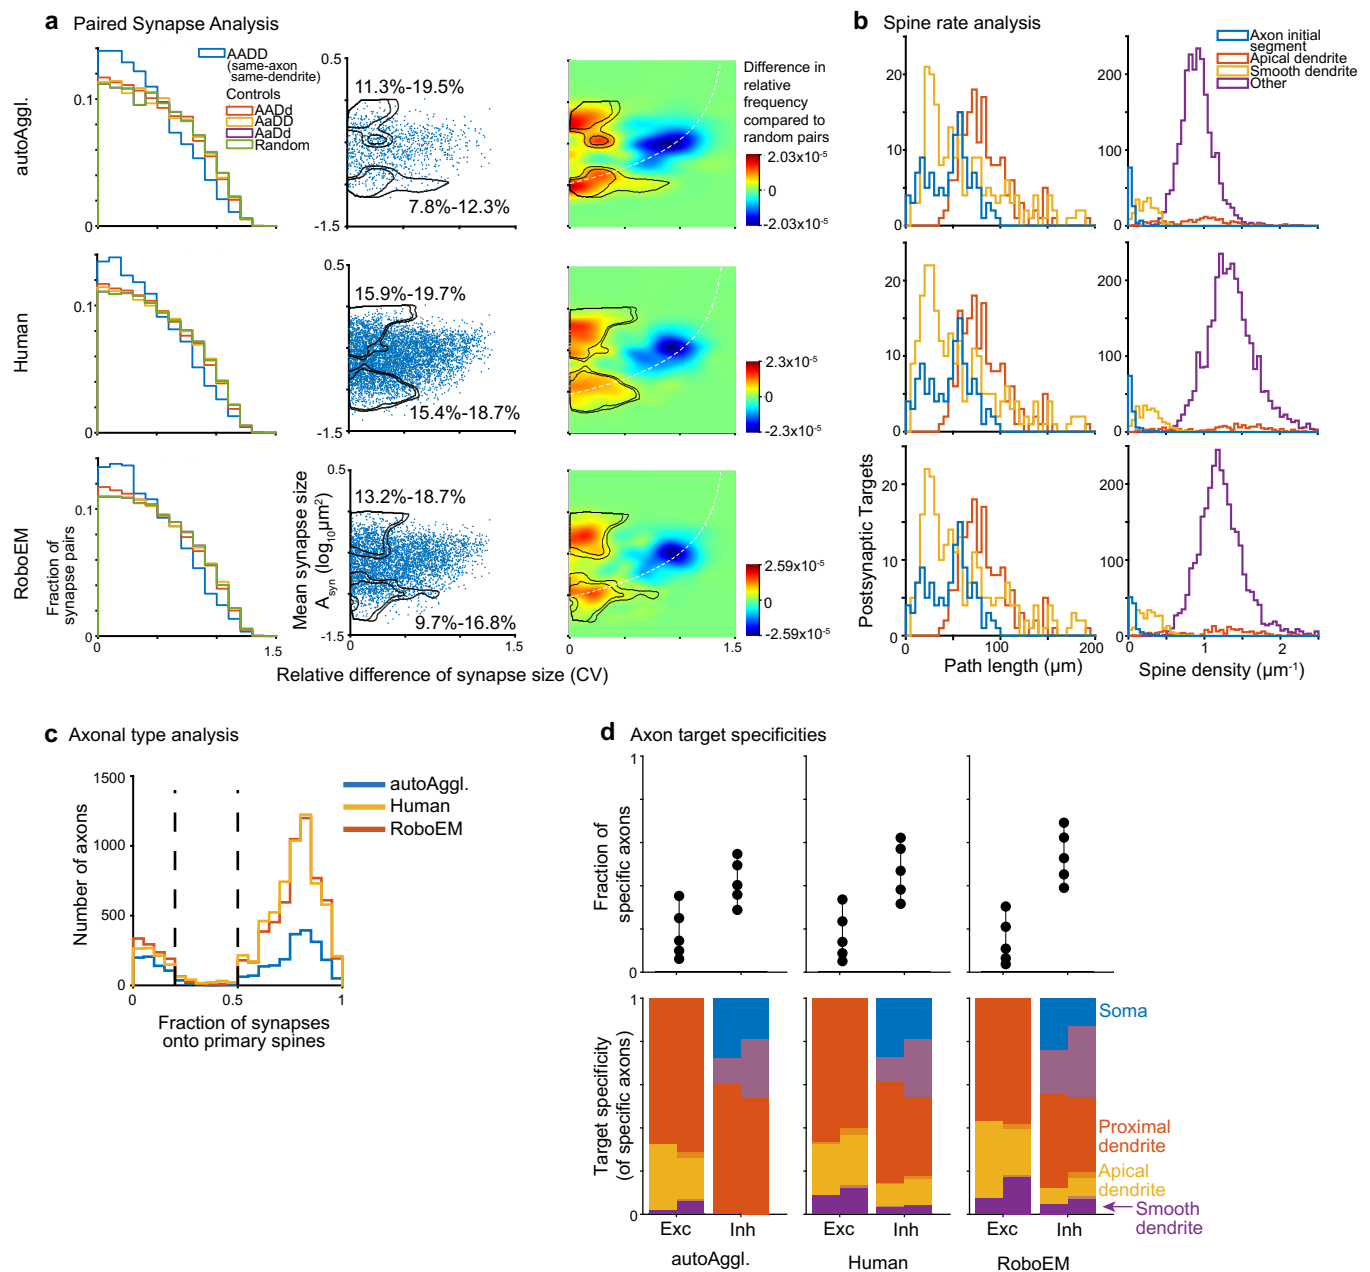 a Paired Synapse Analysis
autoAggl.
0.1
0
AADD
(same-axon
same-dendrite)
Controls
AADd
AaDD
AaDd
Random
0.5
11.3%-19.5%
7.8%-12.3%
-1.5
Difference in
relative
frequency
compared to
random pairs
2.03x10⁻⁵
0
-2.03x10⁻⁵
Human
0.1
0
0.5
15.9%-19.7%
15.4%-18.7%
-1.5
2.3x10⁻⁵
0
-2.3x10⁻⁵
RoboEM
Fraction of
synapse pairs
0.1
0
0
1.5
Mean synapse size
Asyn (log₁₀µm²)
0.5
13.2%-18.7%
9.7%-16.8%
-1.5
0
1.5
2.59x10⁻⁵
0
-2.59x10⁻⁵
0
1.5
Relative difference of synapse size (CV)
b Spine rate analysis
Axon initial
segment
Apical dendrite
Smooth dendrite
Other
20
10
0
200
100
0
20
10
0
200
100
0
Postsynaptic Targets
20
10
0
0
100
200
Path length (µm)
200
100
0
0
1
2
Spine density (µm⁻¹)
c Axonal type analysis
Number of axons
1500
1000
500
0
0
0.5
1
Fraction of synapses
onto primary spines
autoAggl.
Human
RoboEM
d Axon target specificities
Fraction of
specific axons
1
0
Target specificity
(of specific axons)
1
0
Soma
Proximal
dendrite
Apical
dendrite
Smooth
dendrite
Exc Inh
autoAggl.
Exc Inh
Human
Exc Inh
RoboEM